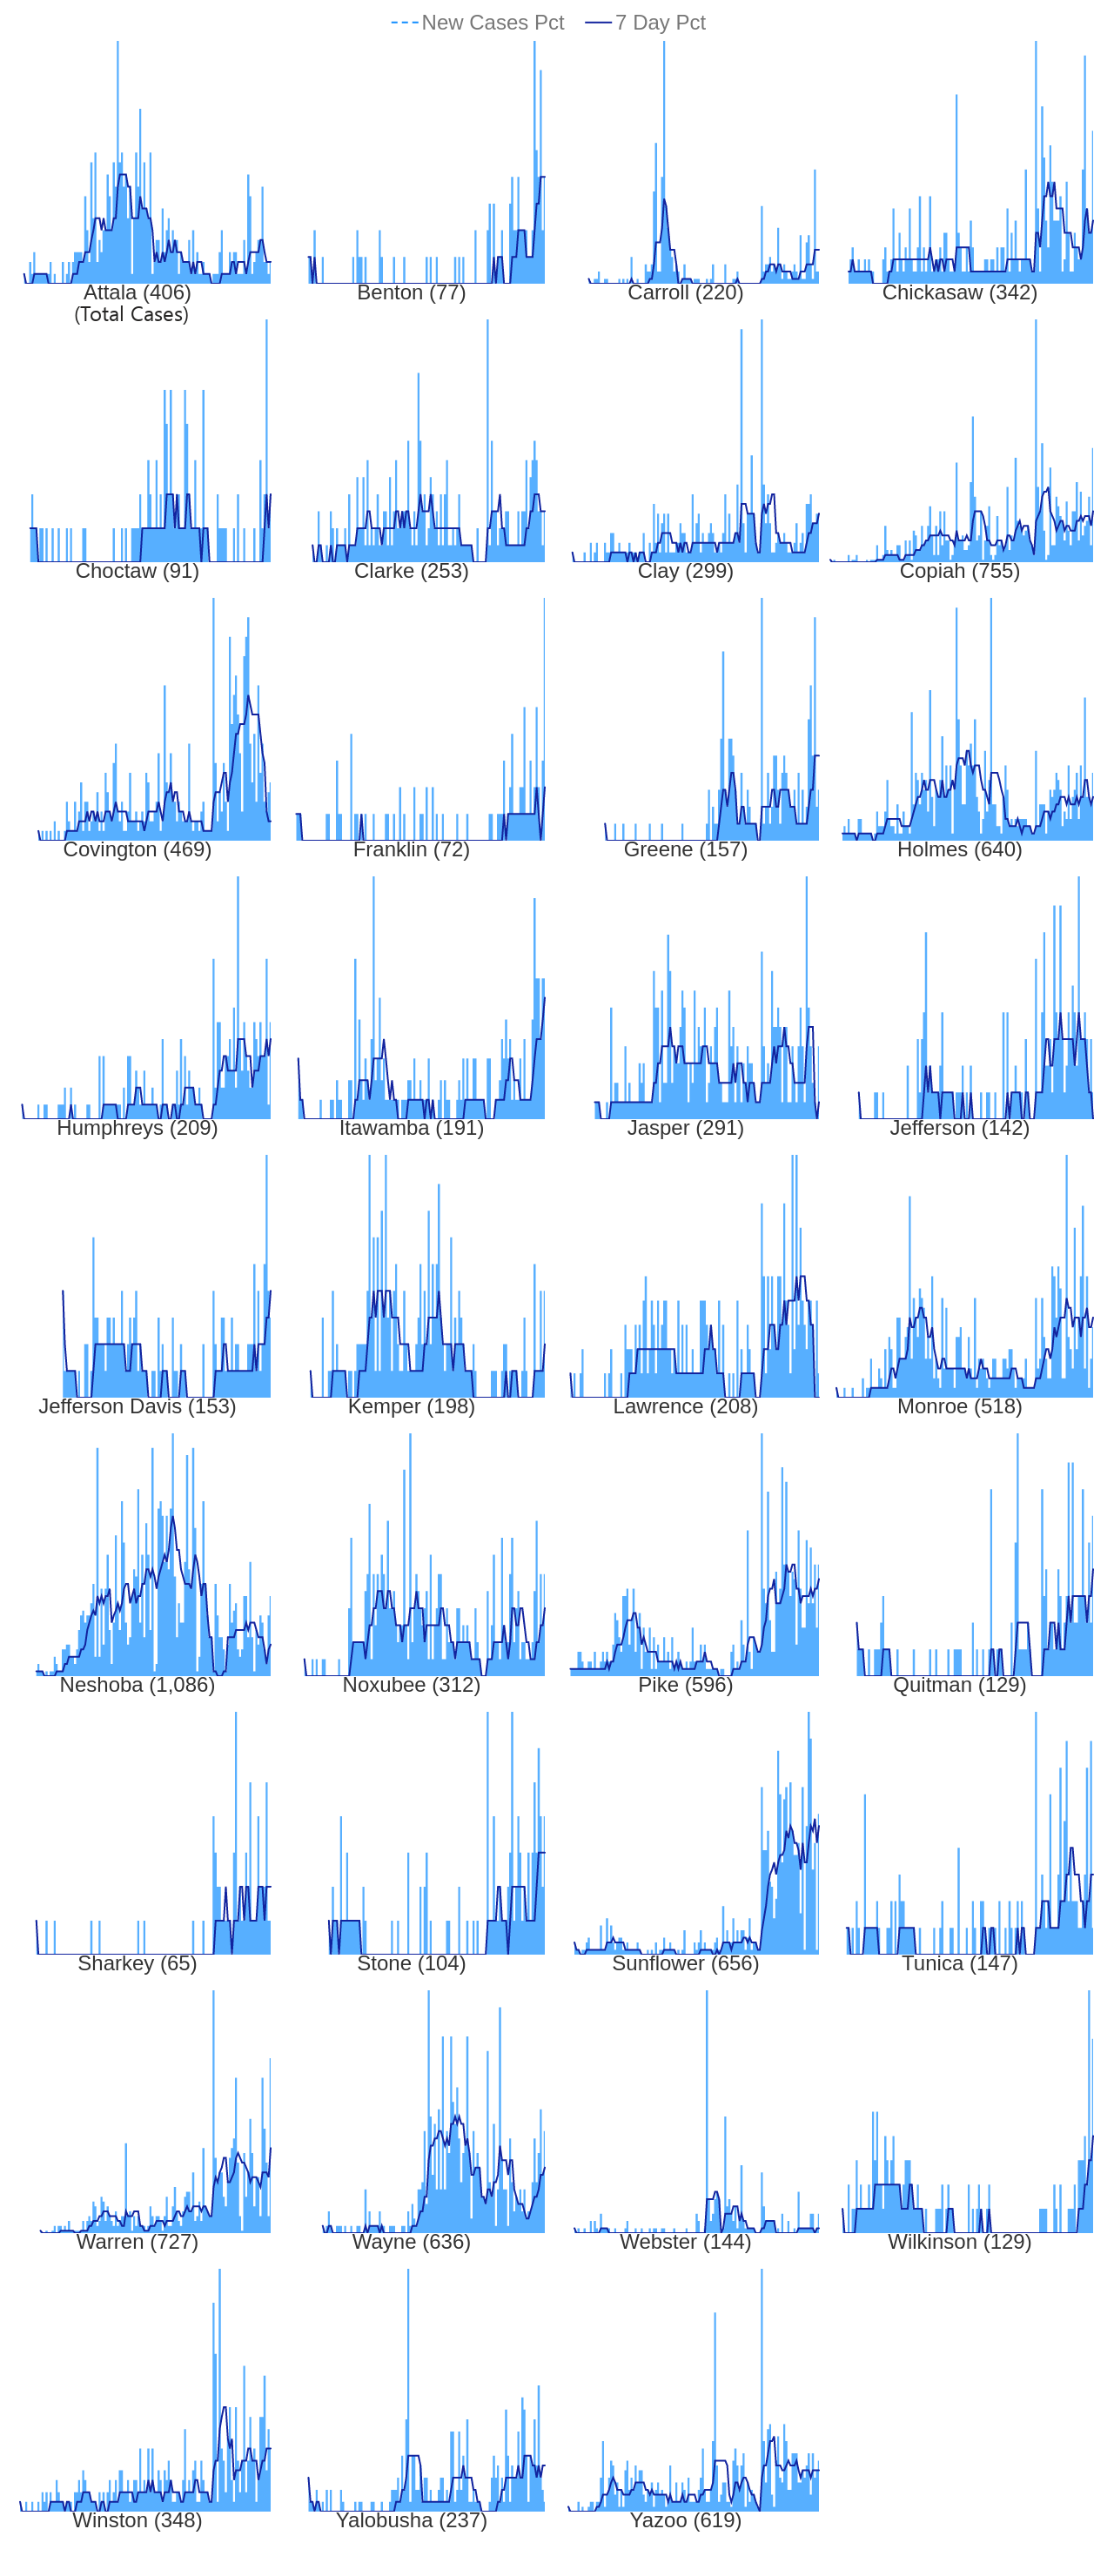 New Cases Pct 7 Day Pct
Attala (406) Benton (77) Carroll (220) Chickasaw (342)
(Total Cases)
Choctaw (91) Clarke (253) Clay (299) Copiah (755)
Covington (469) Franklin (72) Greene (157) Holmes (640)
Humphreys (209) Itawamba (191) Jasper (291) Jefferson (142)
Jefferson Davis (153) Kemper (198) Lawrence (208) Monroe (518)
Neshoba (1,086) Noxubee (312) Pike (596) Quitman (129)
Sharkey (65) Stone (104) Sunflower (656) Tunica (147)
Warren (727) Wayne (636) Webster (144) Wilkinson (129)
Winston (348) Yalobusha (237) Yazoo (619)